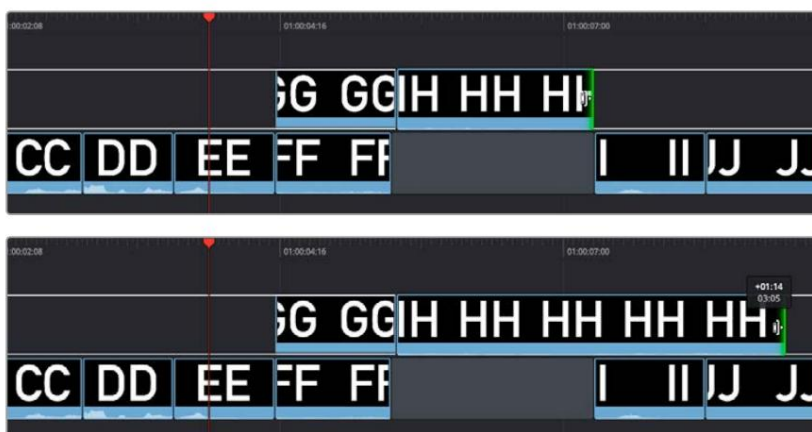 :00:02:08 01:00:04:16 01:00:07:00
GG GG HH HH HH
CC DD EE FF FF I II JJ JJ
:00:02:08 01:00:04:16 01:00:07:00
+01:14
03:05
GG GG HH HH HH HH HH
CC DD EE FF FF I II JJ JJ